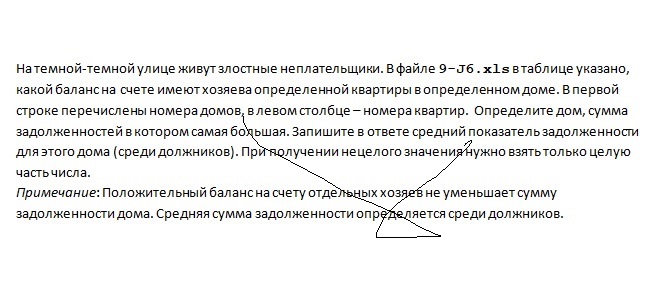 На темной-темной улице живут злостные неплательщики. В файле 9-J6.xls в таблице указано,
какой баланс на счете имеют хозяева определенной квартиры в определенном доме. В первой
строке перечислены номера домов, в левом столбце – номера квартир. Определите дом, сумма
задолженностей в котором самая большая. Запишите в ответе средний показатель задолженности
для этого дома (среди должников). При получении нецелого значения нужно взять только целую
часть числа.
Примечание: Положительный баланс на счету отдельных хозяев не уменьшает сумму
задолженности дома. Средняя сумма задолженности определяется среди должников.